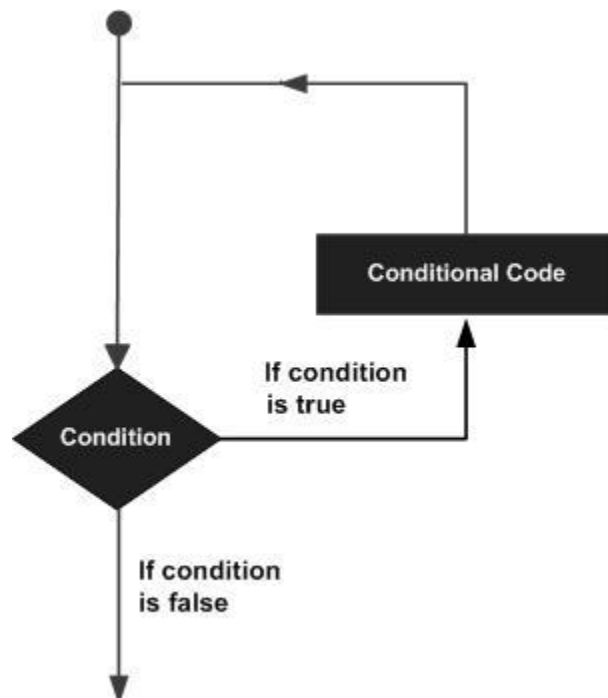 Conditional Code
If condition
is true
Condition
If condition
is false